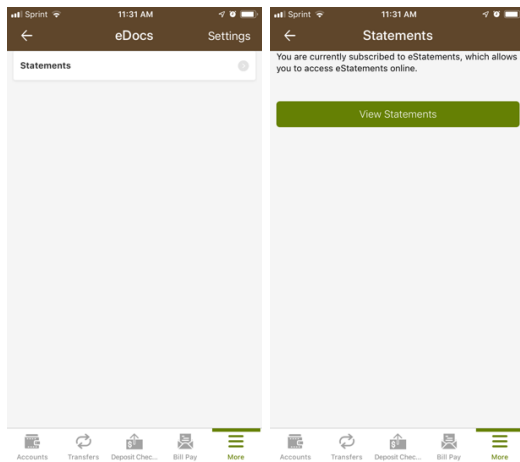 Sprint 11:31 AM
eDocs Settings
Statements
Accounts Transfers Deposit Chec... Bill Pay More
Sprint 11:31 AM
Statements
You are currently subscribed to eStatements, which allows
you to access eStatements online.
View Statements
Accounts Transfers Deposit Chec... Bill Pay More